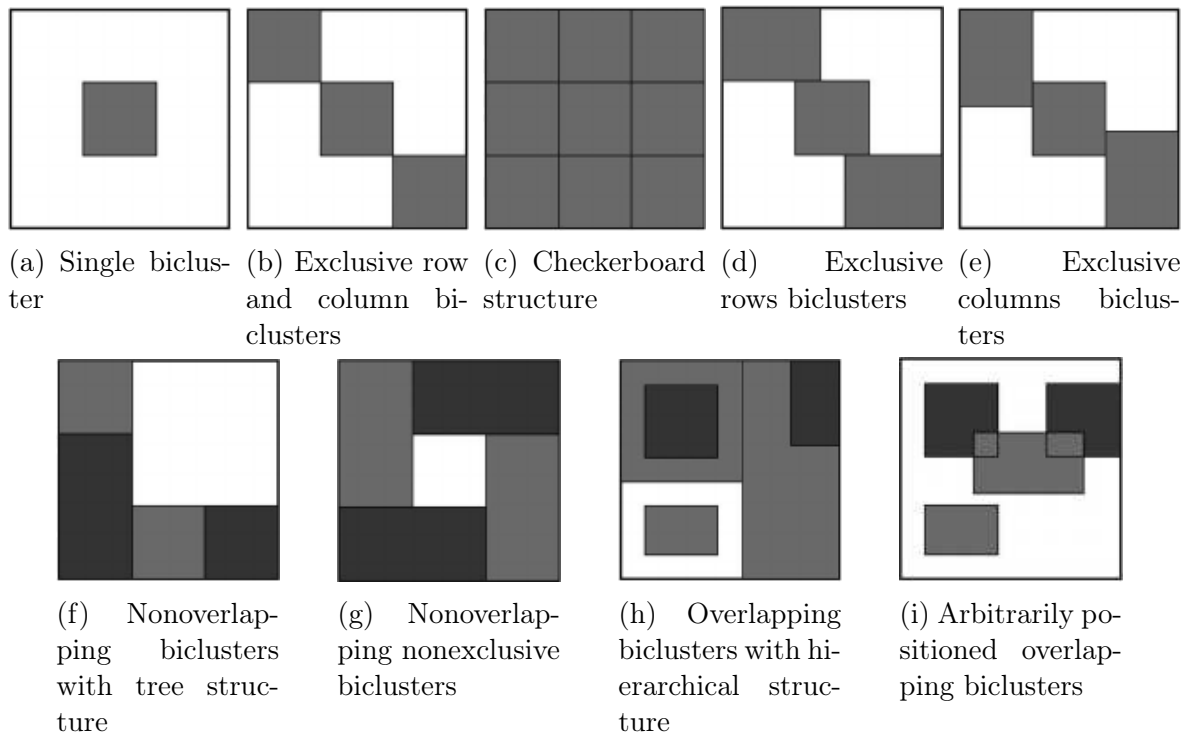 (a) Single biclus-
ter
(b) Exclusive row
and column bi-
clusters
(c) Checkerboard
structure
(d) Exclusive
rows biclusters
(e) Exclusive
columns biclus-
ters
(f) Nonoverlap-
ping biclusters
with tree struc-
ture
(g) Nonoverlap-
ping nonexclusive
biclusters
(h) Overlapping
biclusters with hi-
erarchical struc-
ture
(i) Arbitrarily po-
sitioned overlap-
ping biclusters